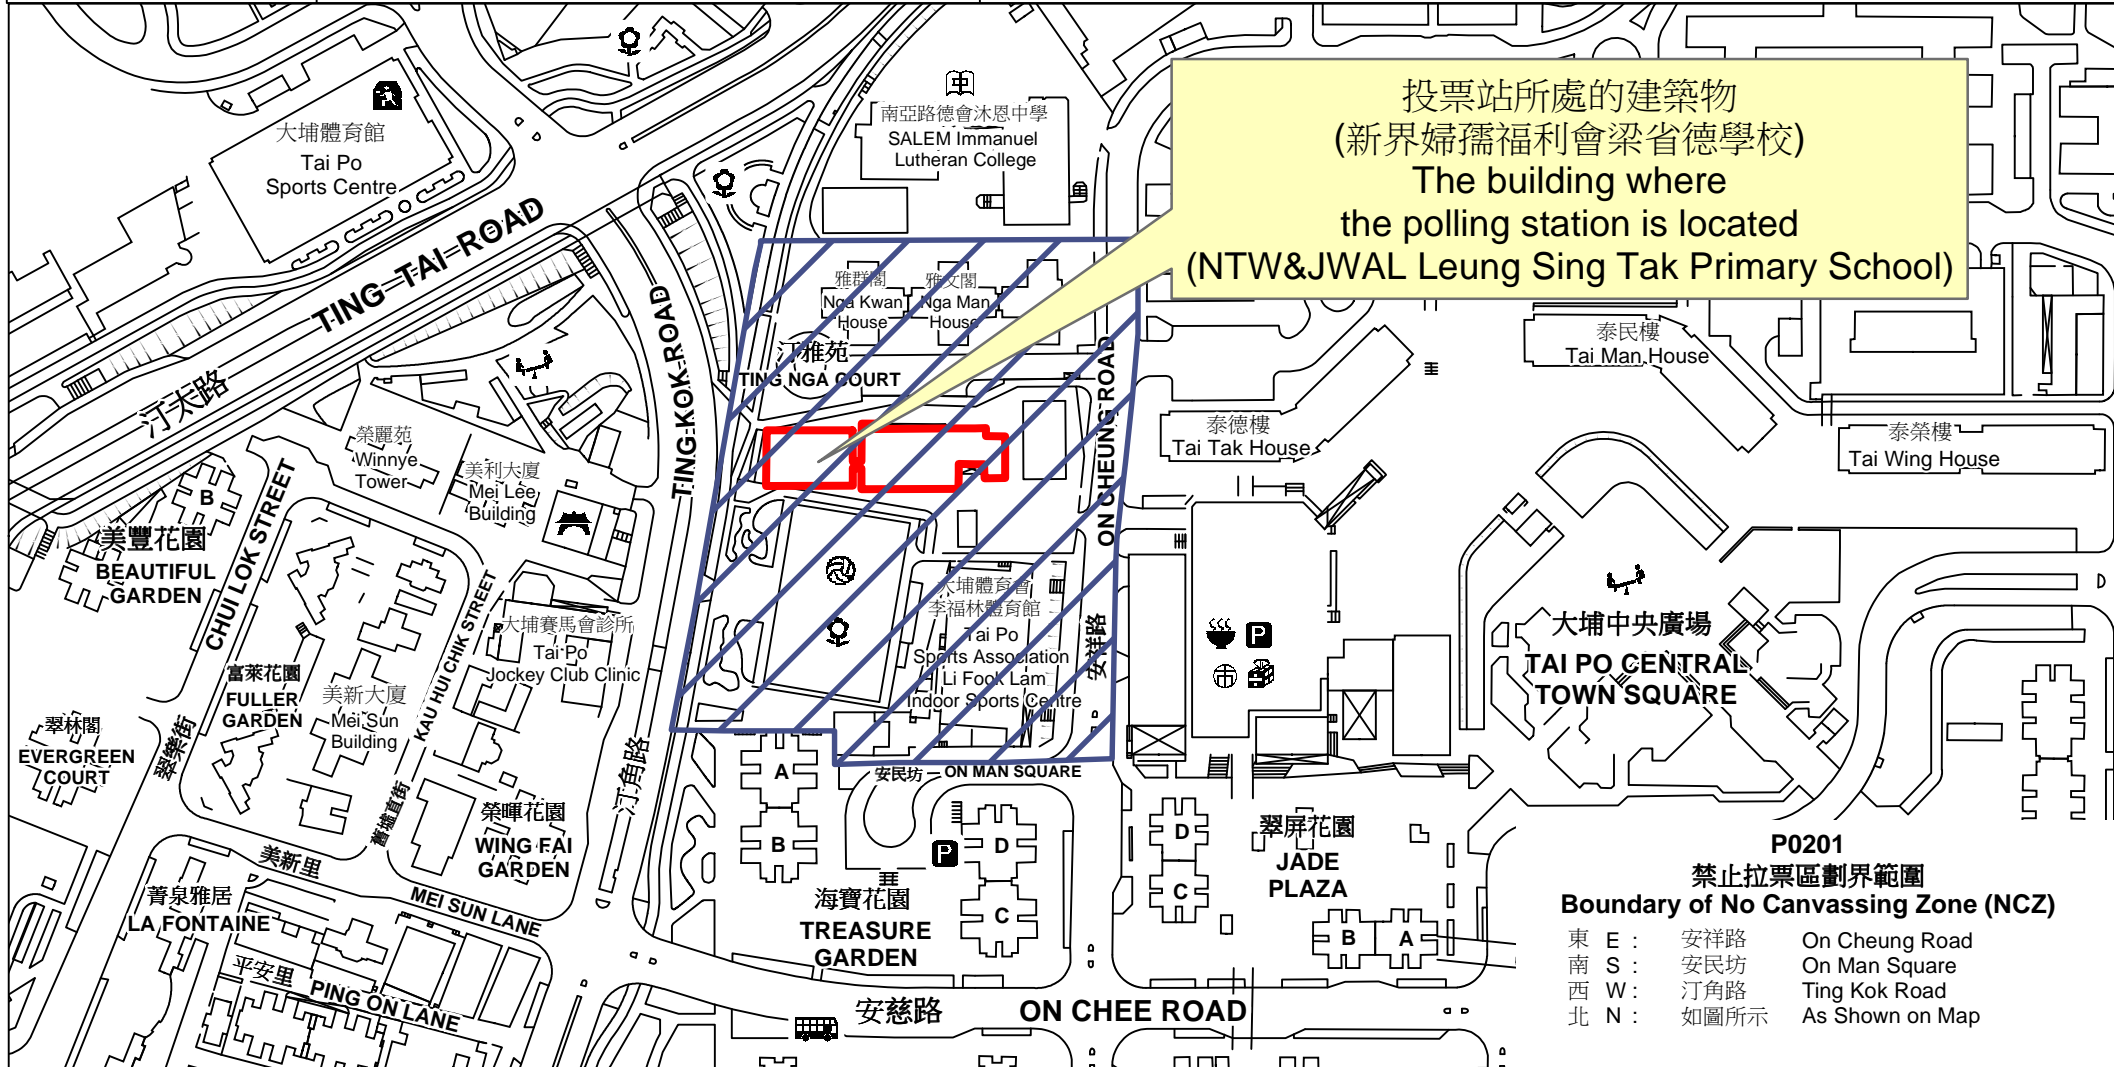 大埔體育館
Tai Po
Sports Centre
TING TAI ROAD
汀太路
南亞路德會沐恩中學
SALEM Immanuel
Lutheran College
投票站所處的建築物
(新界婦孺福利會梁省德學校)
The building where
the polling station is located
(NTW&JWAL Leung Sing Tak Primary School)
雅群閣
Nga Kwan
House
雅文閣
Nga Man
House
汀雅苑
TING NGA COURT
TING KOK ROAD
汀角路
ON CHEUNG ROAD
安祥路
泰民樓
Tai Man House
泰德樓
Tai Tak House
泰榮樓
Tai Wing House
榮麗苑
Winnye
Tower
美利大廈
Mei Lee
Building
B
美豐花園
BEAUTIFUL
GARDEN
CHUI LOK STREET
翠樂街
KAU HUI CHIK STREET
舊墟直街
大埔賽馬會診所
Tai Po
Jockey Club Clinic
富萊花園
FULLER
GARDEN
美新大廈
Mei Sun
Building
翠林閣
EVERGREEN
COURT
大埔體育會
李福林體育館
Tai Po
Sports Association
Li Fook Lam
Indoor Sports Centre
P
大埔中央廣場
TAI PO CENTRAL
TOWN SQUARE
安民坊
ON MAN SQUARE
A
B
D
C
P
海寶花園
TREASURE
GARDEN
D
C
B
A
翠屏花園
JADE
PLAZA
榮暉花園
WING FAI
GARDEN
美新里
MEI SUN LANE
菁泉雅居
LA FONTAINE
平安里
PING ON LANE
安慈路
ON CHEE ROAD
P0201
禁止拉票區劃界範圍
Boundary of No Canvassing Zone (NCZ)
東 E : 安祥路 On Cheung Road
南 S : 安民坊 On Man Square
西 W : 汀角路 Ting Kok Road
北 N : 如圖所示 As Shown on Map